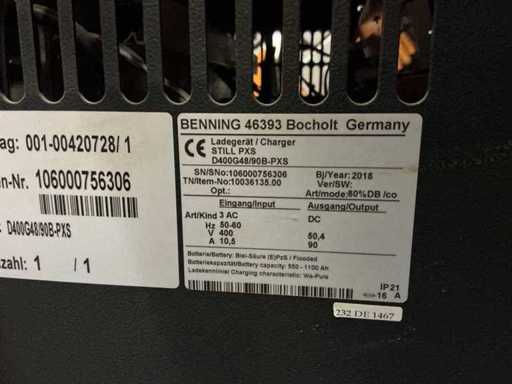 ag: 001-00420728/ 1
en-Nr. 106000756306
: D400G48/90B-PXS
zahl: 1 / 1
BENNING 46393 Bocholt Germany
CE Ladegerät / Charger
STILL PXS
D400G48/90B-PXS
SN/SNo: 106000756306 Bj/Year: 2018
TN/Item-No: 10036135.00 Ver/SW:
Opt.: Art/mode: 80%DB /co
Eingang/Input Ausgang/Output
Art/Kind 3 AC DC
Hz 50-60
V 400 50,4
A 10,5 90
Batterie/Battery: Blei-Säure (E)PzS / Flooded
Batteriekapazität/Battery capacity: 550 - 1100 Ah
Ladekennlinie/ Charging characteristic: Wa-Puls
IP 21
16 A
232 DE 1467